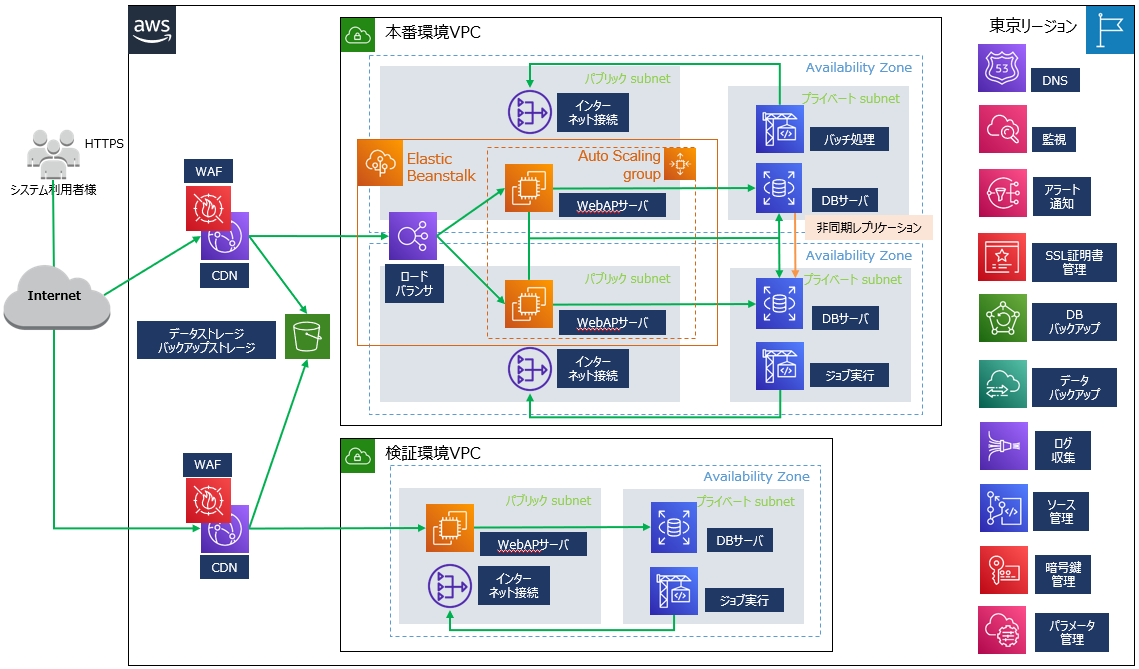 aws
本番環境VPC
東京リージョン
Availability Zone
パブリック subnet
インター
ネット接続
プライベート subnet
バッチ処理
HTTPS
システム利用者様
Internet
WAF
CDN
データストレージ
バックアップストレージ
Elastic
Beanstalk
Auto Scaling
group
WebAPサーバ
DBサーバ
非同期レプリケーション
ロード
バランサ
Availability Zone
パブリック subnet
プライベート subnet
WebAPサーバ
DBサーバ
インター
ネット接続
ジョブ実行
WAF
CDN
検証環境VPC
Availability Zone
パブリック subnet
プライベート subnet
WebAPサーバ
DBサーバ
インター
ネット接続
ジョブ実行
53
DNS
監視
アラート
通知
SSL証明書
管理
DB
バックアップ
データ
バックアップ
ログ
収集
ソース
管理
暗号鍵
管理
パラメータ
管理